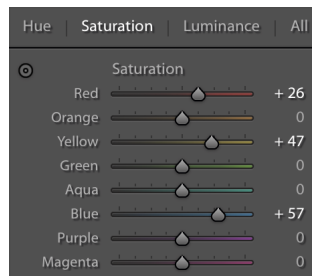 Hue | Saturation | Luminance | All
Saturation
Red + 26
Orange 0
Yellow + 47
Green 0
Aqua 0
Blue + 57
Purple 0
Magenta 0